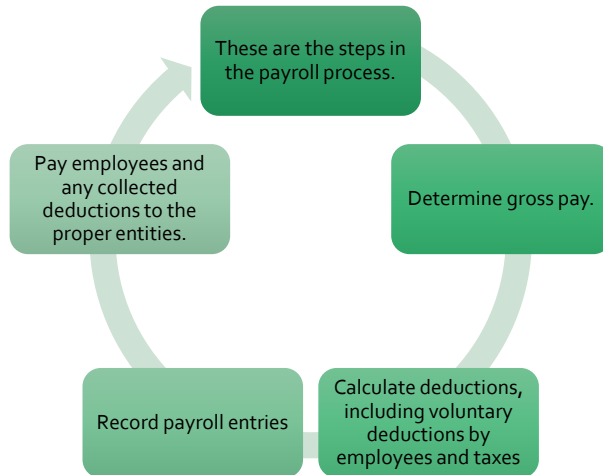 These are the steps in
the payroll process.
Determine gross pay.
Calculate deductions,
including voluntary
deductions by
employees and taxes
Record payroll entries
Pay employees and
any collected
deductions to the
proper entities.